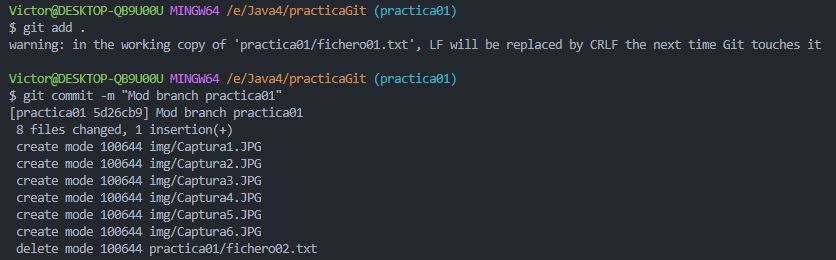 Victor@DESKTOP-QB9U00U MINGW64 /e/Java4/practicaGit (practica01)
$ git add .
warning: in the working copy of 'practica01/fichero01.txt', LF will be replaced by CRLF the next time Git touches it
Victor@DESKTOP-QB9U00U MINGW64 /e/Java4/practicaGit (practica01)
$ git commit -m "Mod branch practica01"
[practica01 5d26cb9] Mod branch practica01
8 files changed, 1 insertion(+)
create mode 100644 img/Captura1.JPG
create mode 100644 img/Captura2.JPG
create mode 100644 img/Captura3.JPG
create mode 100644 img/Captura4.JPG
create mode 100644 img/Captura5.JPG
create mode 100644 img/Captura6.JPG
delete mode 100644 practica01/fichero02.txt